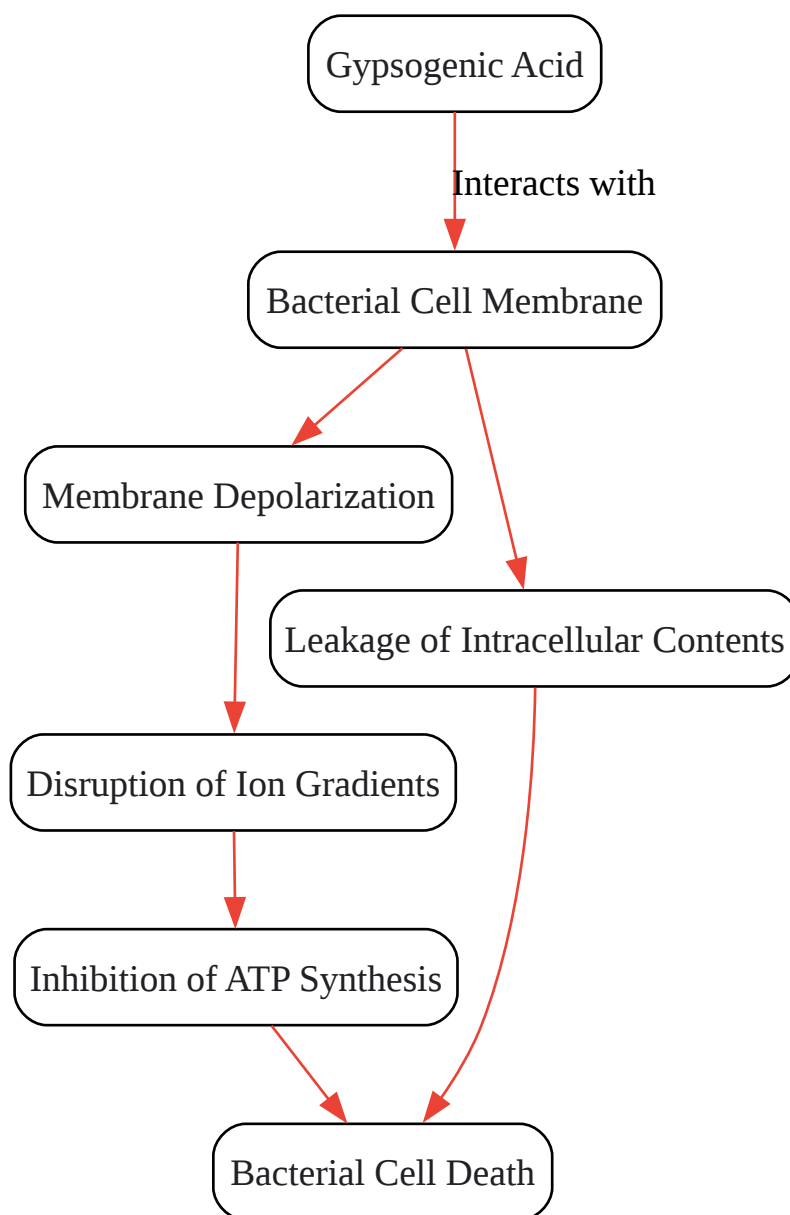 Gypsogenic Acid
Interacts with
Bacterial Cell Membrane
Membrane Depolarization
Leakage of Intracellular Contents
Disruption of Ion Gradients
Inhibition of ATP Synthesis
Bacterial Cell Death